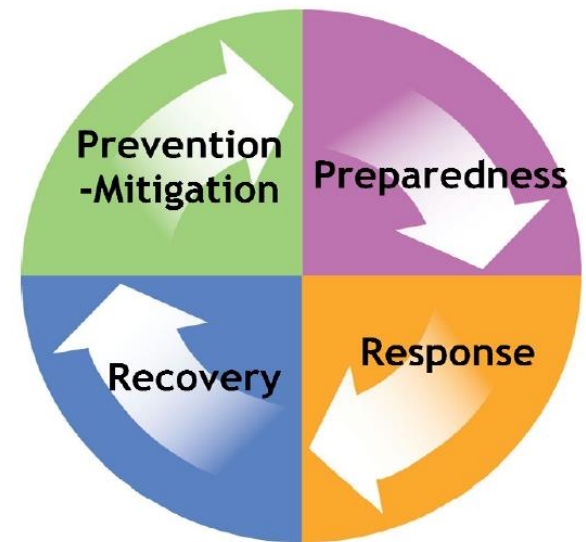 Prevention
-Mitigation
Preparedness
Response
Recovery